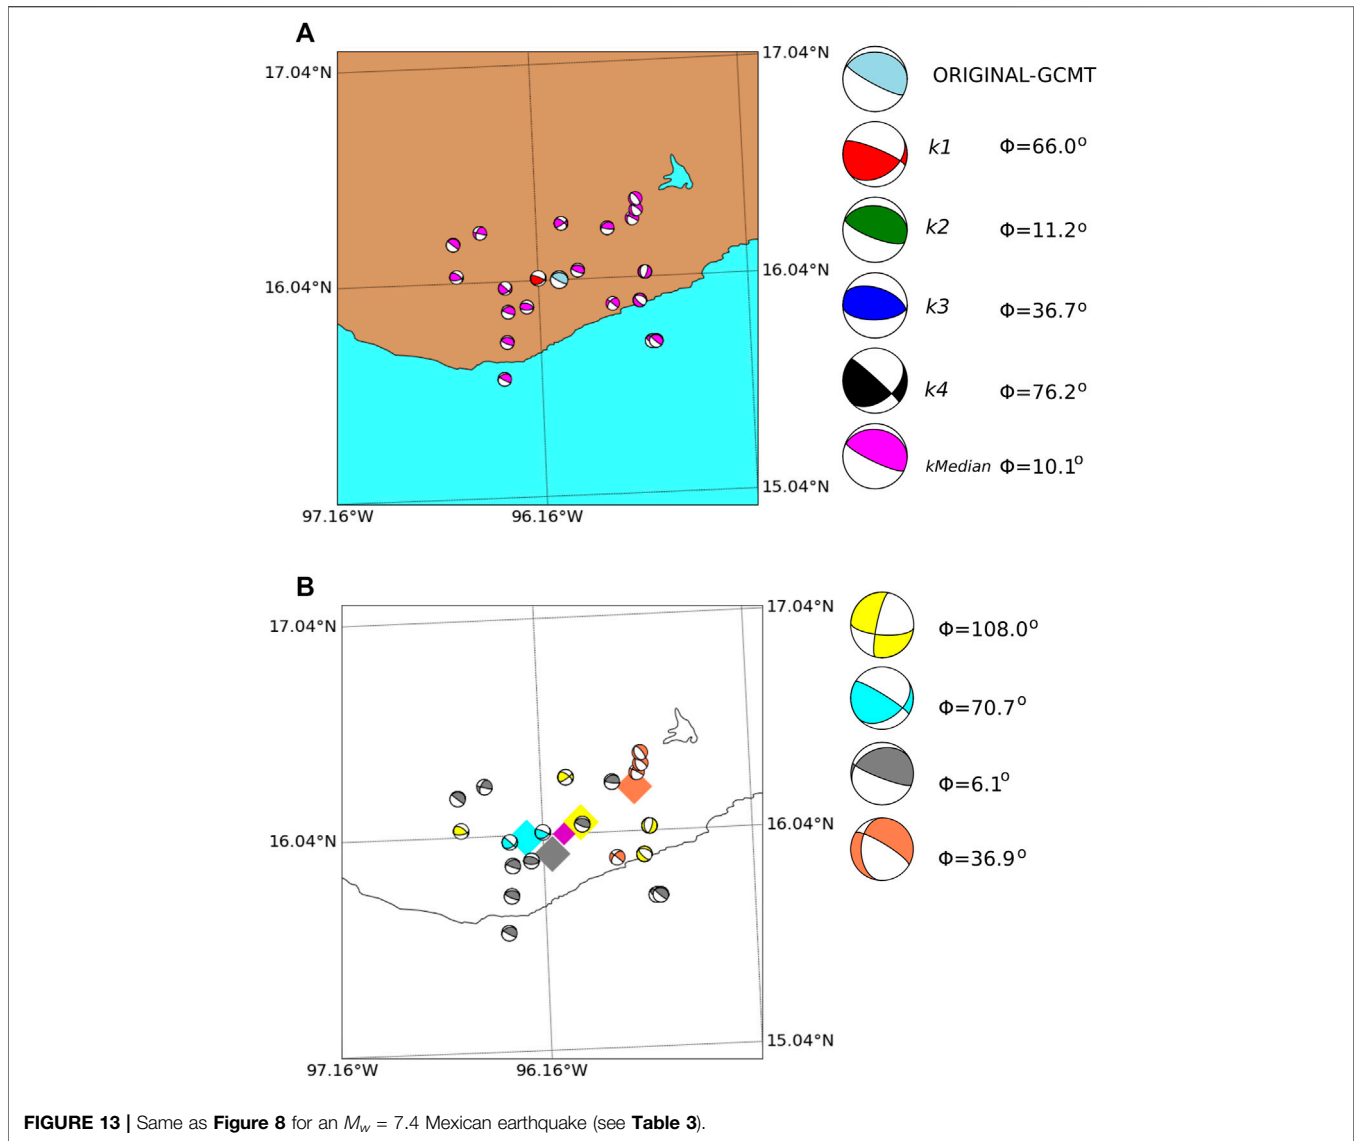 A
17.04°N
17.04°N
16.04°N
16.04°N
15.04°N
97.16°W
96.16°W
ORIGINAL-GCMT
k1 Φ=66.0°
k2 Φ=11.2°
k3 Φ=36.7°
k4 Φ=76.2°
kMedian Φ=10.1°
B
17.04°N
17.04°N
16.04°N
16.04°N
15.04°N
97.16°W
96.16°W
Φ=108.0°
Φ=70.7°
Φ=6.1°
Φ=36.9°
FIGURE 13 | Same as Figure 8 for an Mw = 7.4 Mexican earthquake (see Table 3).